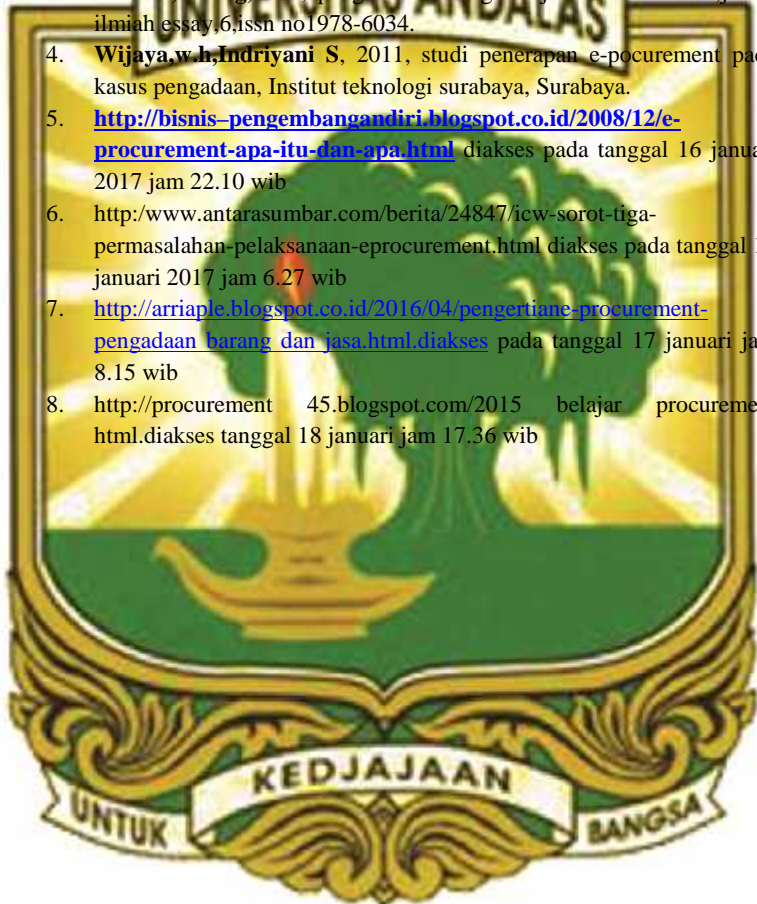 UNIVERSITAS ANDALAS
ilmiah essay,6,issn no1978-6034.
4. Wijaya,w.h,Indriyani S, 2011, studi penerapan e-pocurement
kasus pengadaan, Institut teknologi surabaya, Surabaya.
5. http://bisnis–pengembangandiri.blogspot.co.id/2008/12/e-
procurement-apa-itu-dan-apa.html diakses pada tanggal 16
2017 jam 22.10 wib
6. http:/www.antarasumbar.com/berita/24847/icw-sorot-tiga-
permasalahan-pelaksanaan-eprocurement.html diakses pada tanggal
januari 2017 jam 6.27 wib
7. http://arriaple.blogspot.co.id/2016/04/pengertiane-procurement-
pengadaan barang dan jasa.html.diakses pada tanggal 17 januari
8.15 wib
8. http://procurement 45.blogspot.com/2015 belajar
html.diakses tanggal 18 januari jam 17.36 wib
KEDJAJAAN
UNTUK BANGSA